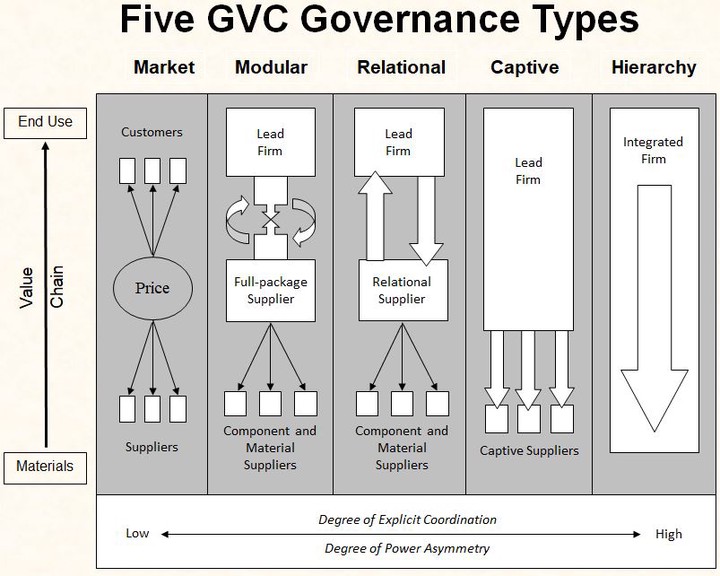 Five GVC Governance Types
Market Modular Relational Captive Hierarchy
End Use
Value
Chain
Materials
Customers
Price
Suppliers
Lead
Firm
Full-package
Supplier
Component and
Material
Suppliers
Lead
Firm
Relational
Supplier
Component and
Material
Suppliers
Lead
Firm
Captive Suppliers
Integrated
Firm
Low
Degree of Explicit Coordination
Degree of Power Asymmetry
High